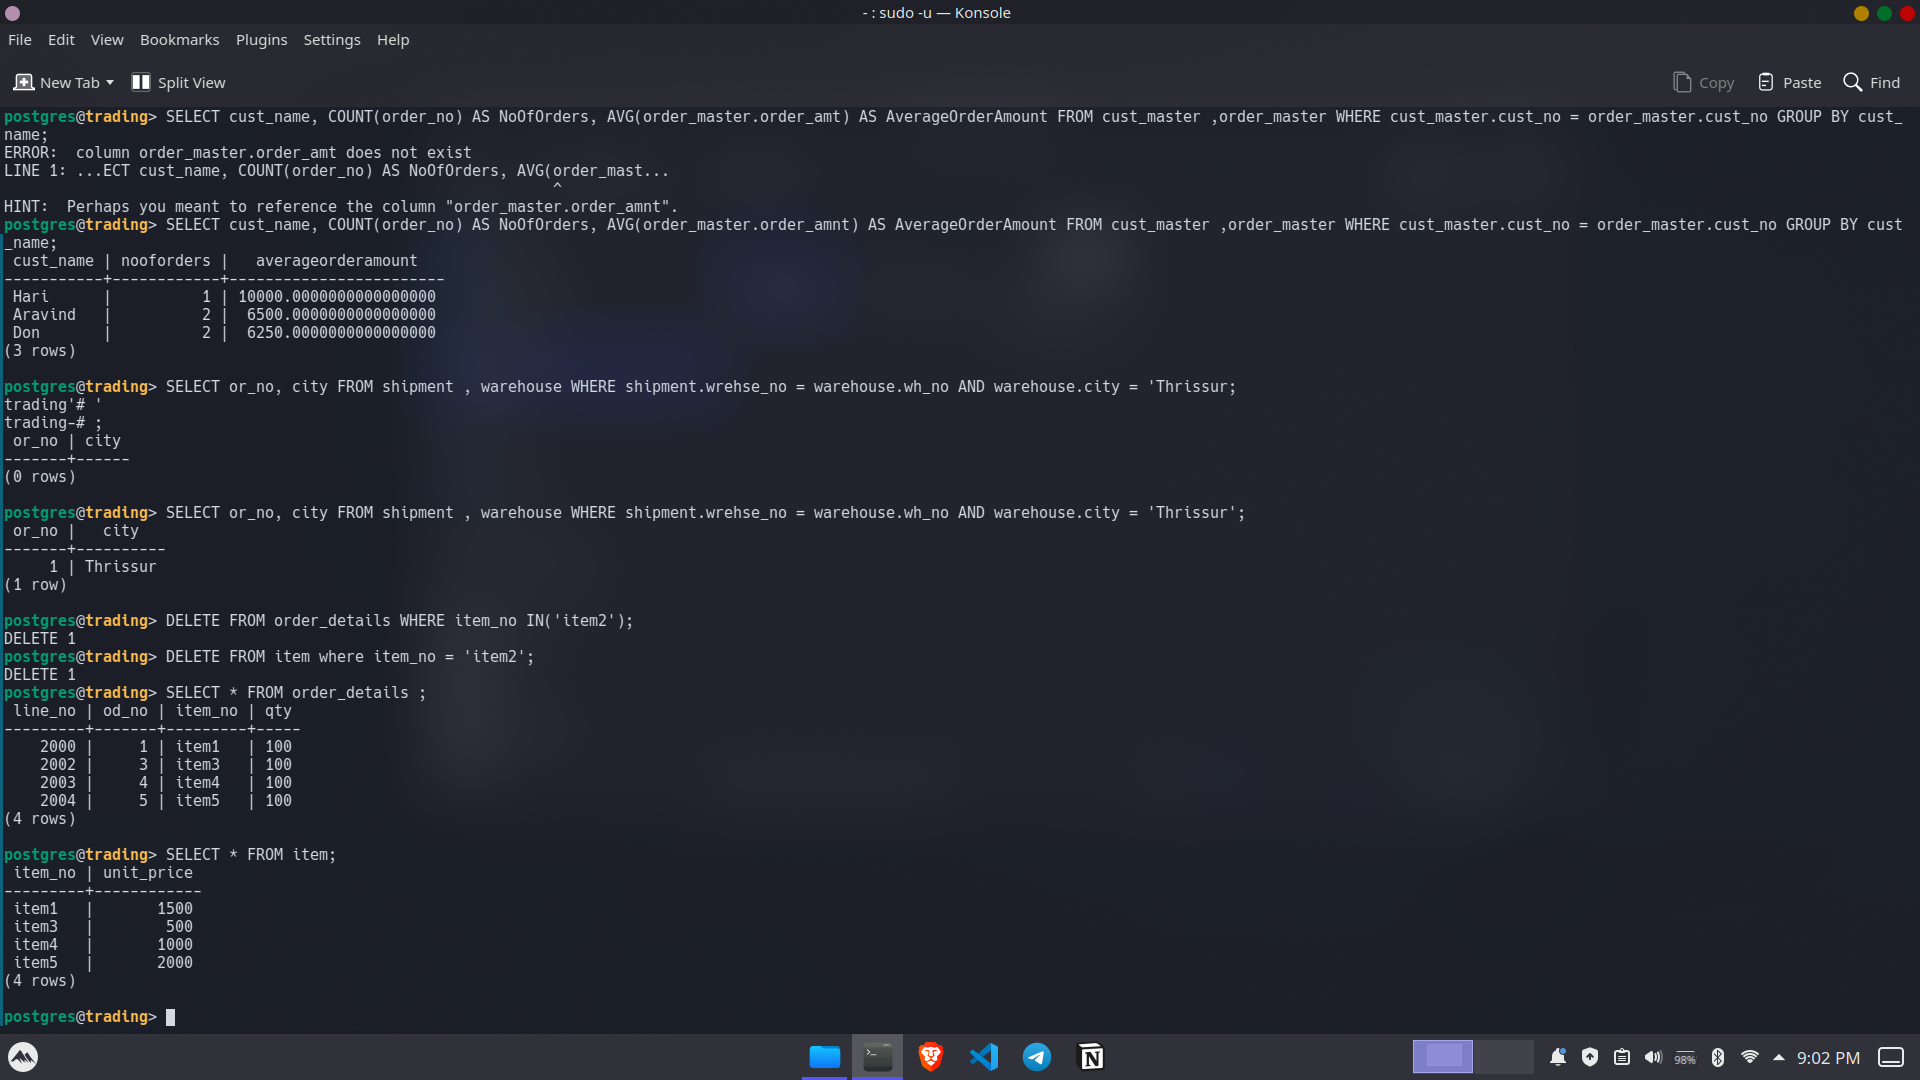 - : sudo -u — Konsole
File Edit View Bookmarks Plugins Settings Help
New Tab Split View Copy Paste Find
postgres@trading> SELECT cust_name, COUNT(order_no) AS NoOfOrders, AVG(order_master.order_amt) AS AverageOrderAmount FROM cust_master ,order_master WHERE cust_master.cust_no = order_master.cust_no GROUP BY cust_
name;
ERROR:  column order_master.order_amt does not exist
LINE 1: ...ECT cust_name, COUNT(order_no) AS NoOfOrders, AVG(order_mast...
                                                             ^
HINT:  Perhaps you meant to reference the column "order_master.order_amnt".
postgres@trading> SELECT cust_name, COUNT(order_no) AS NoOfOrders, AVG(order_master.order_amnt) AS AverageOrderAmount FROM cust_master ,order_master WHERE cust_master.cust_no = order_master.cust_no GROUP BY cust
_name;
 cust_name | nooforders |   averageorderamount
-----------+------------+------------------------
 Hari      |          1 | 10000.0000000000000000
 Aravind   |          2 |  6500.0000000000000000
 Don       |          2 |  6250.0000000000000000
(3 rows)
postgres@trading> SELECT or_no, city FROM shipment , warehouse WHERE shipment.wrehse_no = warehouse.wh_no AND warehouse.city = 'Thrissur;
trading'# '
trading-# ;
 or_no | city
-------+------
(0 rows)
postgres@trading> SELECT or_no, city FROM shipment , warehouse WHERE shipment.wrehse_no = warehouse.wh_no AND warehouse.city = 'Thrissur';
 or_no |   city
-------+----------
     1 | Thrissur
(1 row)
postgres@trading> DELETE FROM order_details WHERE item_no IN('item2');
DELETE 1
postgres@trading> DELETE FROM item where item_no = 'item2';
DELETE 1
postgres@trading> SELECT * FROM order_details ;
 line_no | od_no | item_no | qty
---------+-------+---------+-----
    2000 |     1 | item1   | 100
    2002 |     3 | item3   | 100
    2003 |     4 | item4   | 100
    2004 |     5 | item5   | 100
(4 rows)
postgres@trading> SELECT * FROM item;
 item_no | unit_price
---------+------------
 item1   |       1500
 item3   |        500
 item4   |       1000
 item5   |       2000
(4 rows)
postgres@trading>
98% 9:02 PM